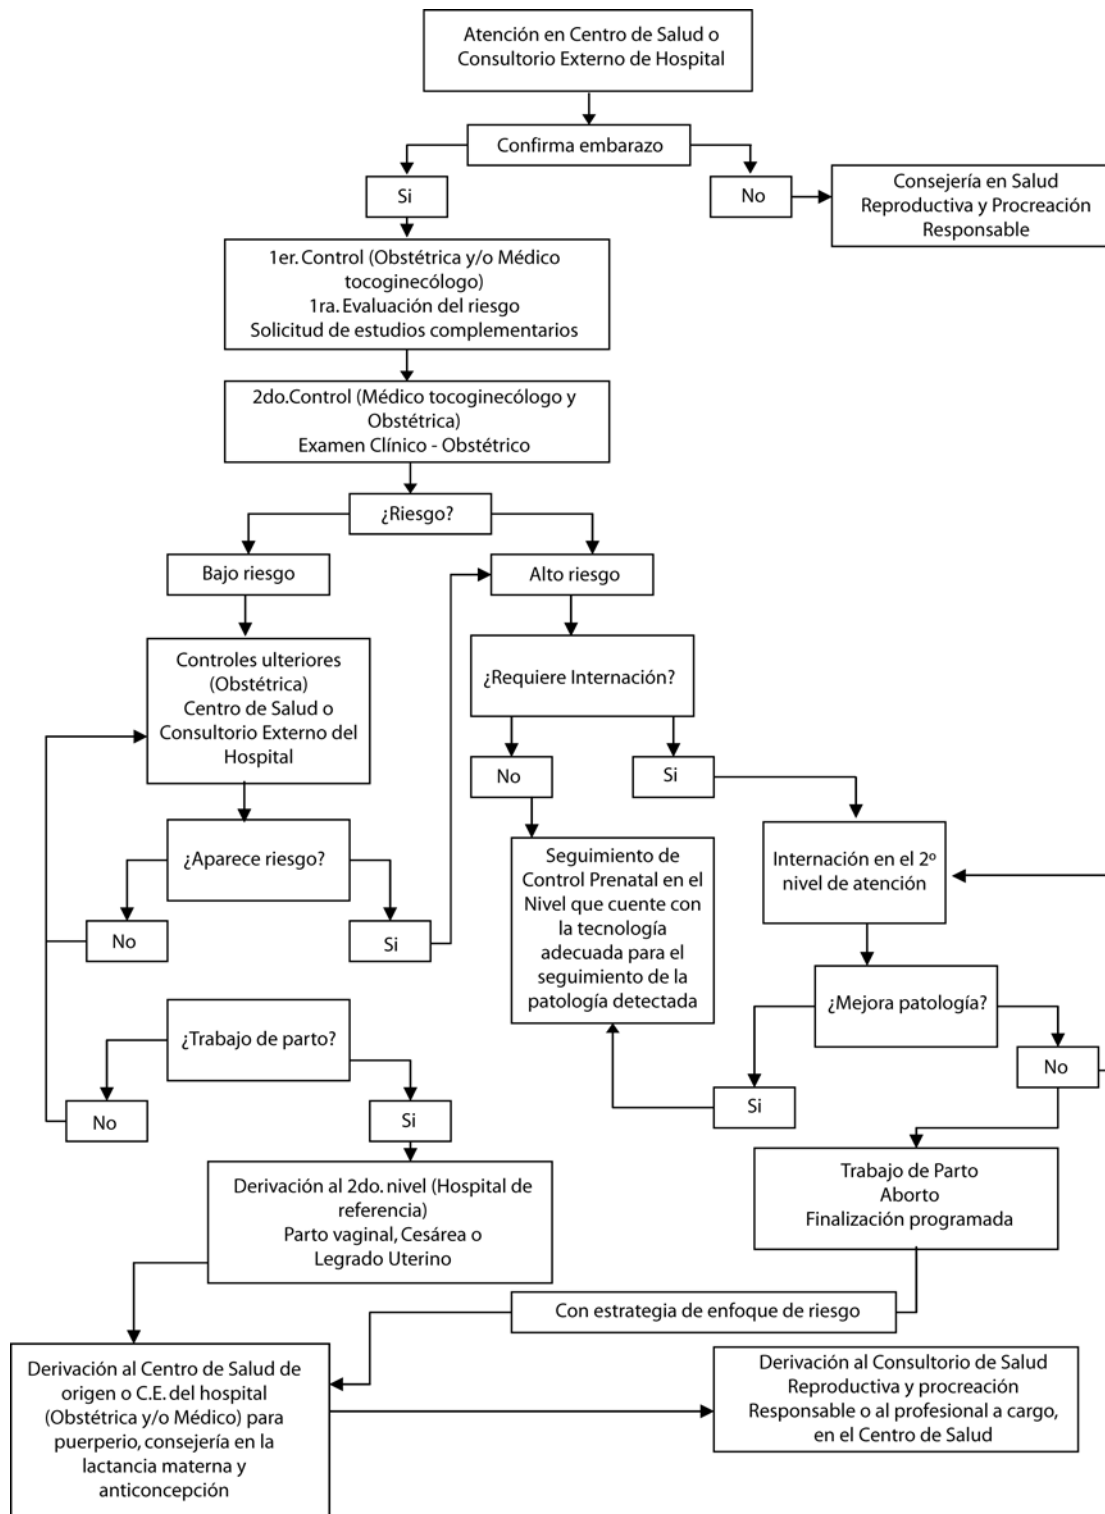 Atención en Centro de Salud o
Consultorio Externo de Hospital
Confirma embarazo
Si
No
Consejería en Salud
Reproductiva y Procreación
Responsable
1er. Control (Obstétrica y/o Médico
tocoginecólogo)
1ra. Evaluación del riesgo
Solicitud de estudios complementarios
2do.Control (Médico tocoginecólogo y
Obstétrica)
Examen Clínico - Obstétrico
¿Riesgo?
Bajo riesgo
Alto riesgo
Controles ulteriores
(Obstétrica)
Centro de Salud o
Consultorio Externo del
Hospital
¿Requiere Internación?
No
Si
¿Aparece riesgo?
No
Si
Seguimiento de
Control Prenatal en el
Nivel que cuente con
la tecnología
adecuada para el
seguimiento de la
patología detectada
Internación en el 2º
nivel de atención
¿Mejora patología?
Si
No
¿Trabajo de parto?
No
Si
Derivación al 2do. nivel (Hospital de
referencia)
Parto vaginal, Cesárea o
Legrado Uterino
Trabajo de Parto
Aborto
Finalización programada
Con estrategia de enfoque de riesgo
Derivación al Centro de Salud de
origen o C.E. del hospital
(Obstétrica y/o Médico) para
puerperio, consejería en la
lactancia materna y
anticoncepción
Derivación al Consultorio de Salud
Reproductiva y procreación
Responsable o al profesional a cargo,
en el Centro de Salud